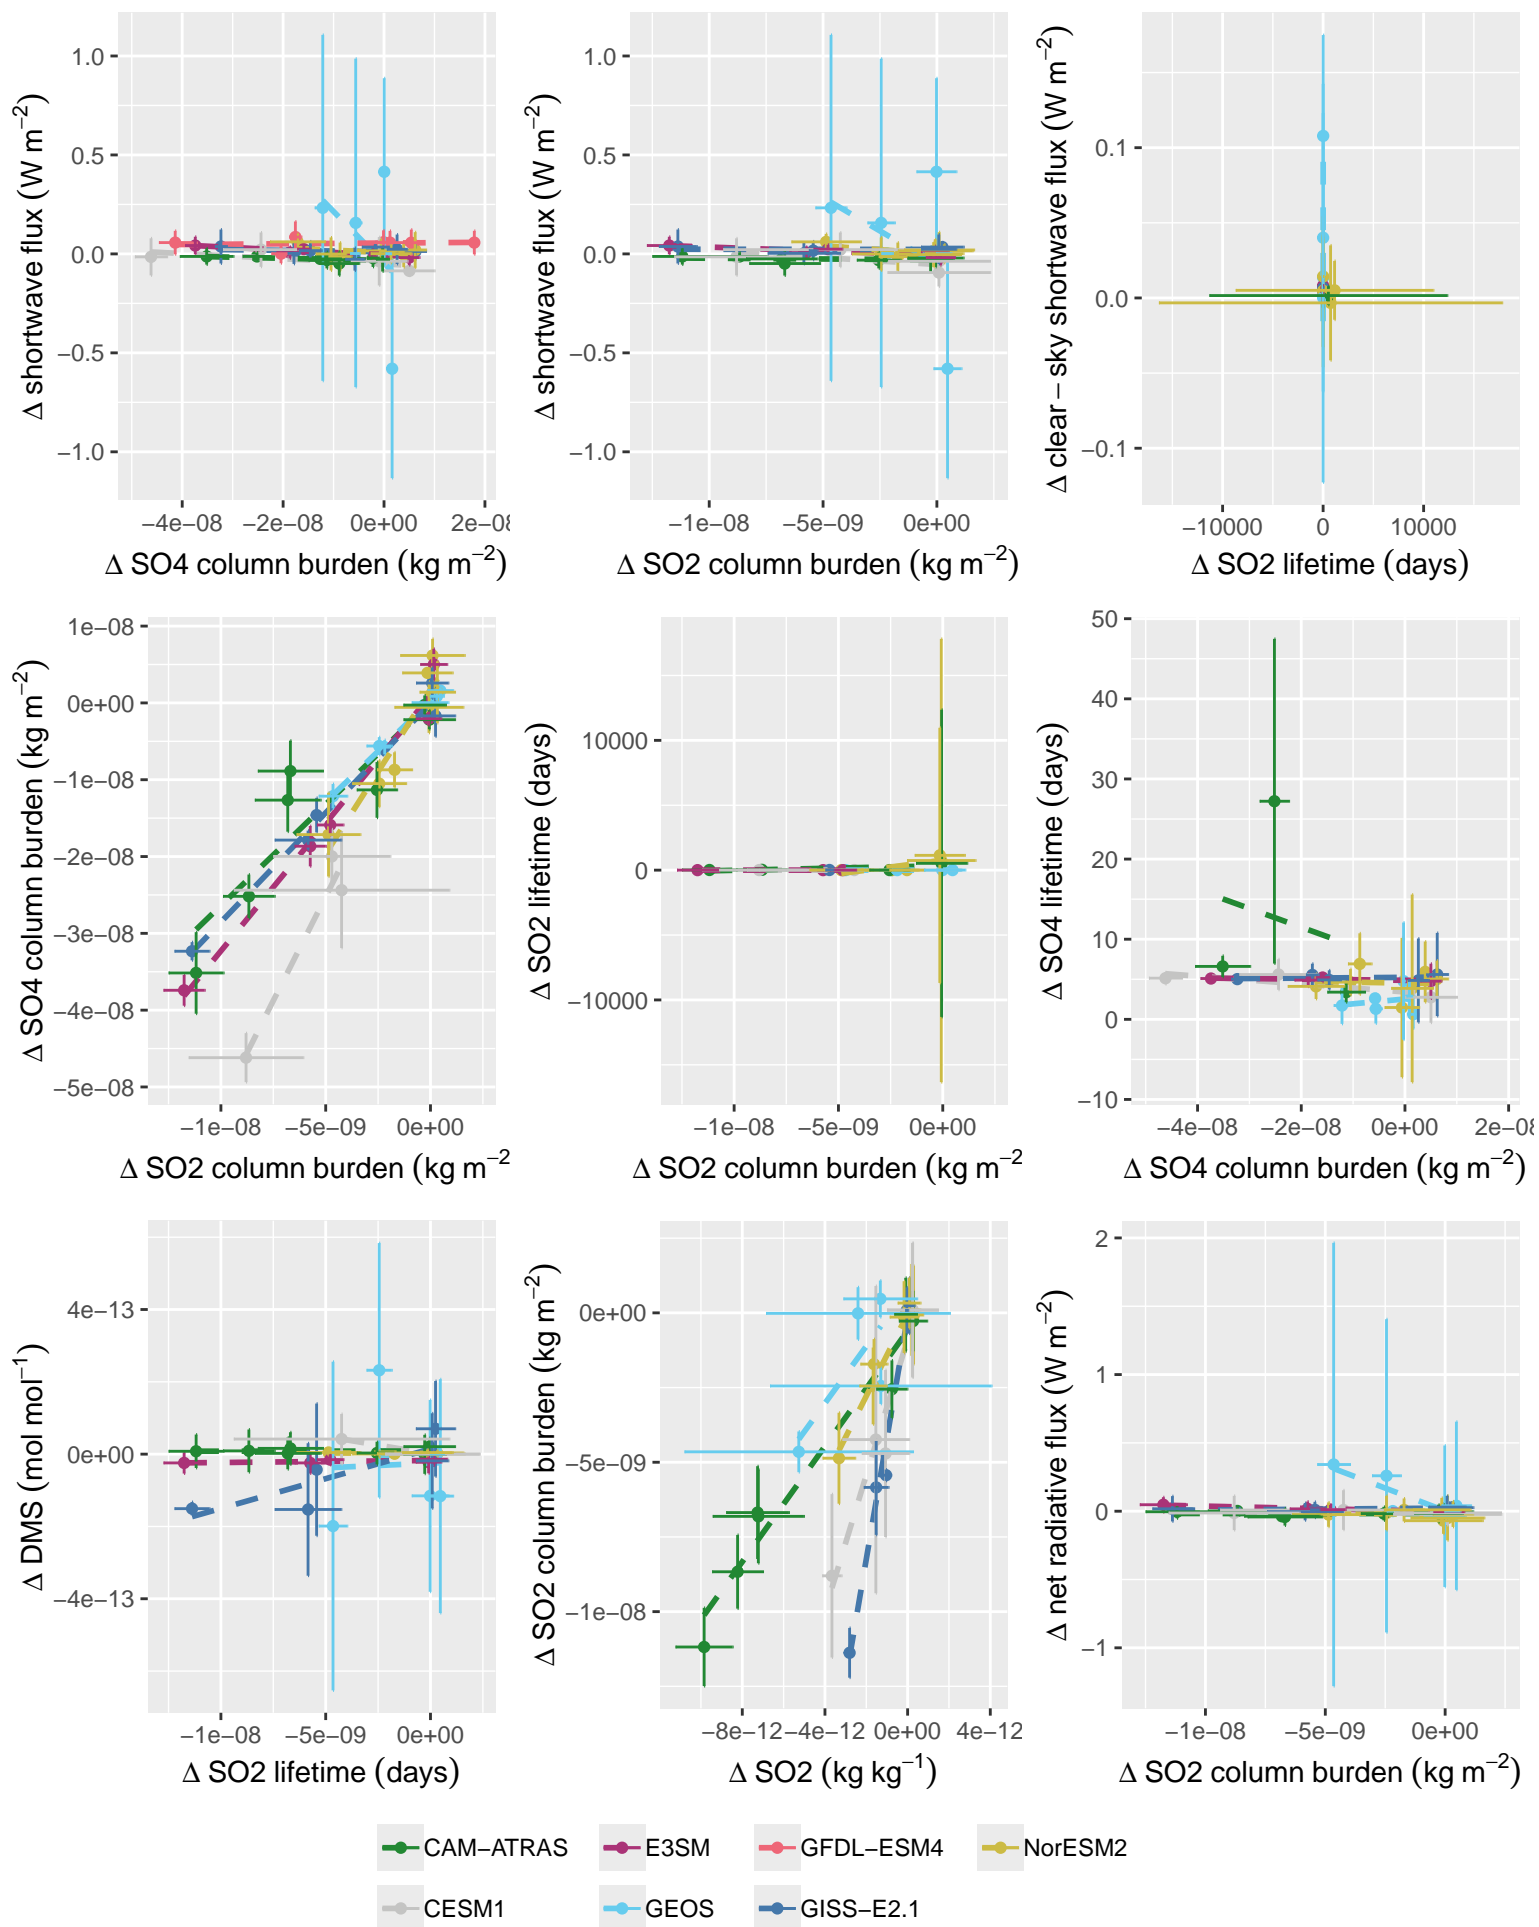 Δ shortwave flux (W m−2)
1.0
0.5
0.0
−0.5
−1.0
−4e−08 −2e−08 0e+00 2e−08
Δ SO4 column burden (kg m−2)
Δ shortwave flux (W m−2)
1.0
0.5
0.0
−0.5
−1.0
−1e−08 −5e−09 0e+00
Δ SO2 column burden (kg m−2)
Δ clear − sky shortwave flux (W m−2)
0.1
0.0
−0.1
−10000 0 10000
Δ SO2 lifetime (days)
Δ SO4 column burden (kg m−2)
1e−08
0e+00
−1e−08
−2e−08
−3e−08
−4e−08
−5e−08
−1e−08 −5e−09 0e+00
Δ SO2 column burden (kg m−2
Δ SO2 lifetime (days)
10000
0
−10000
−1e−08 −5e−09 0e+00
Δ SO2 column burden (kg m−2
Δ SO4 lifetime (days)
50
40
30
20
10
0
−10
−4e−08 −2e−08 0e+00 2e−08
Δ SO4 column burden (kg m−2)
Δ DMS (mol mol−1)
4e−13
0e+00
−4e−13
−1e−08 −5e−09 0e+00
Δ SO2 lifetime (days)
Δ SO2 column burden (kg m−2)
0e+00
−5e−09
−1e−08
−8e−12 −4e−12 0e+00 4e−12
Δ SO2 (kg kg−1)
Δ net radiative flux (W m−2)
2
1
0
−1
−1e−08 −5e−09 0e+00
Δ SO2 column burden (kg m−2)
CAM−ATRAS E3SM GFDL−ESM4 NorESM2
CESM1 GEOS GISS−E2.1